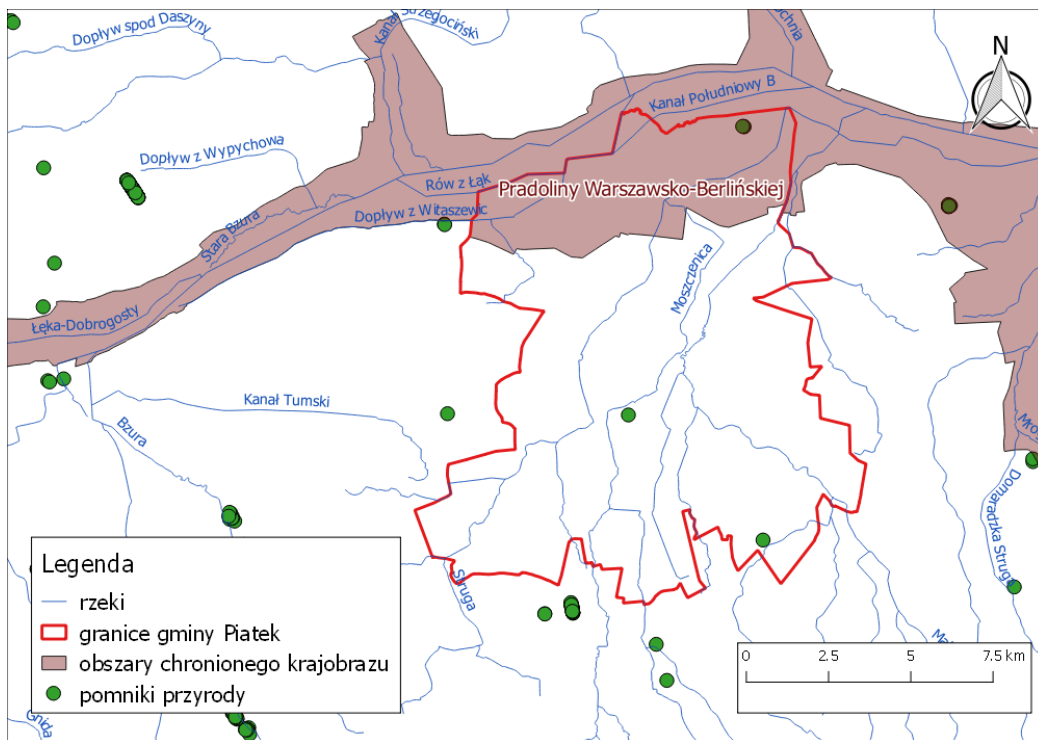 Dopływ spod Daszyny
Kanał Strzegociński
N
Kanał Południowy B
Dopływ z Wypychowa
Rów z Łąk
Pradoliny Warszawsko-Berlińskiej
Dopływ z Witaszewic
Stara Bzura
Moszczenica
Łęka-Dobrogosty
Kanał Tumski
Bzura
Domaradzka Struga
Struga
Legenda
rzeki
granice gminy Piatek
obszary chronionego krajobrazu
pomniki przyrody
0 2.5 5 7.5 km
Gnida